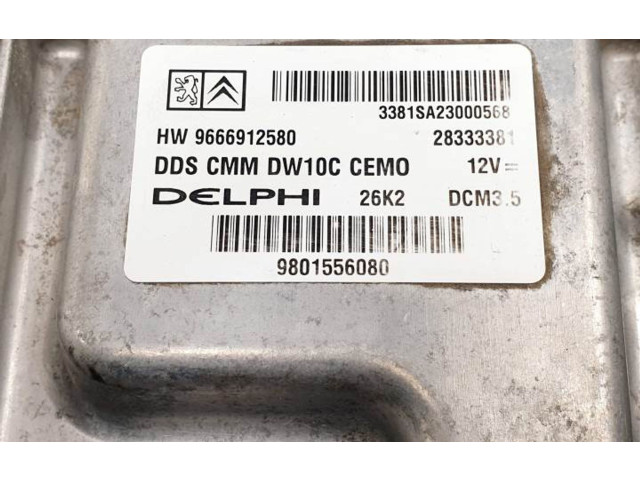 3381SA23000568
HW 9666912580 28333381
DDS CMM DW10C CEMO 12V
DELPHI 26K2 DCM3.5
9801556080